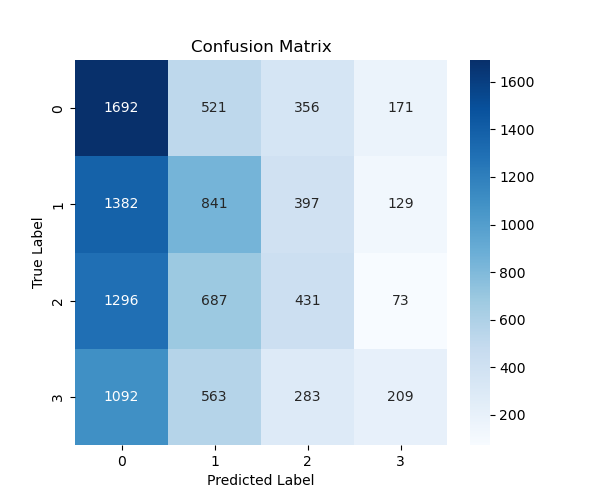 Confusion Matrix
0 1692 521 356 171
1 1382 841 397 129
2 1296 687 431 73
3 1092 563 283 209
0 1 2 3
True Label
Predicted Label
1600
1400
1200
1000
800
600
400
200